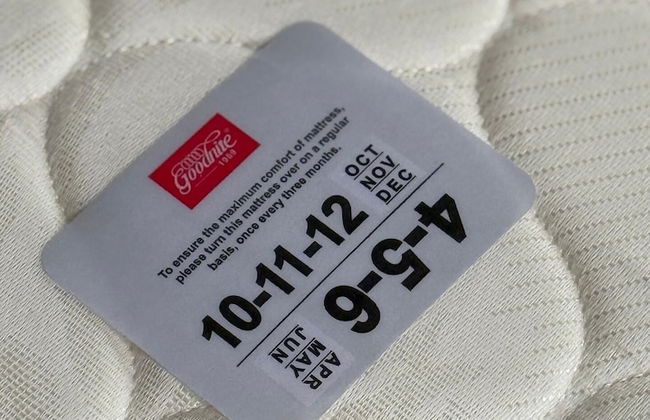 Goodnite®
1989
To ensure the maximum comfort of mattress,
please turn this mattress over on a regular
basis, once every three months.
10-11-12
OCT
NOV
DEC
4-5-6
APR
MAY
JUN